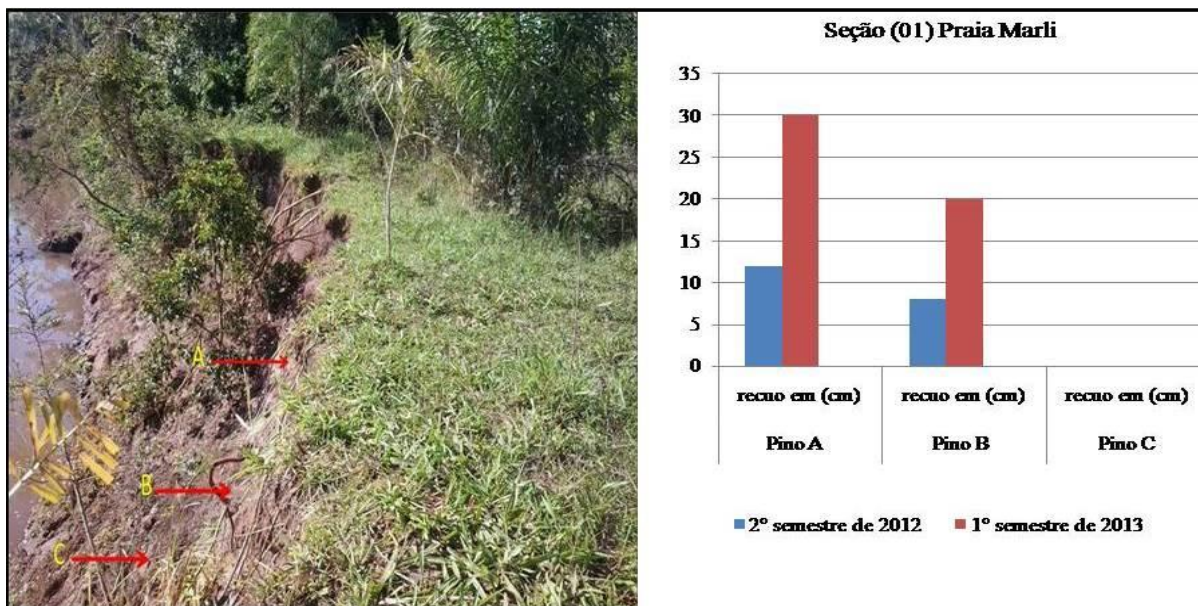 A
B
C
Seção (01) Praia Marli
35
30
25
20
15
10
5
0
recuo em (cm) recuo em (cm) recuo em (cm)
Pino A Pino B Pino C
2º semestre de 2012 1º semestre de 2013